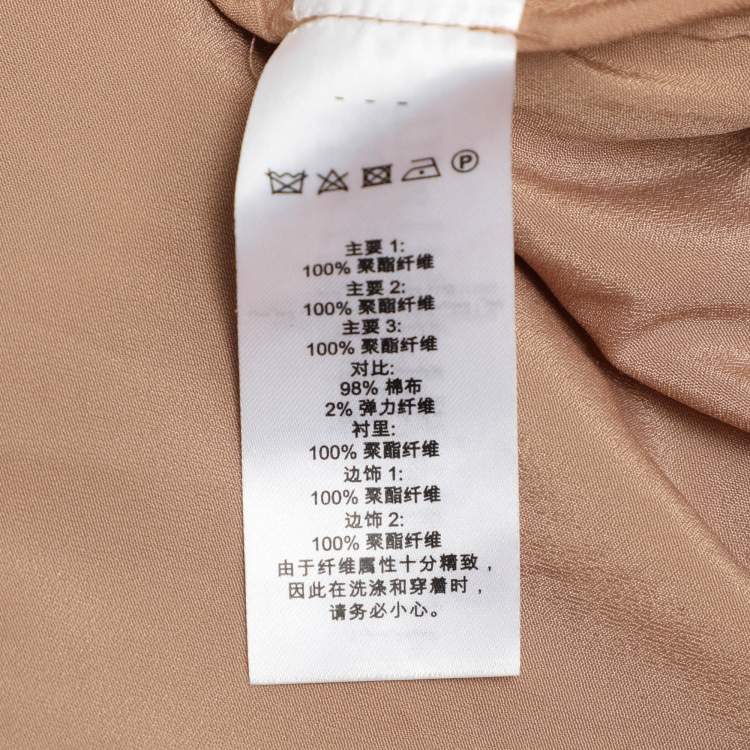 P
主要 1:
100% 聚酯纤维
主要 2:
100% 聚酯纤维
主要 3:
100% 聚酯纤维
对比:
98% 棉布
2% 弹力纤维
衬里:
100% 聚酯纤维
边饰 1:
100% 聚酯纤维
边饰 2:
100% 聚酯纤维
由于纤维属性十分精致，
因此在洗涤和穿着时，
请务必小心。